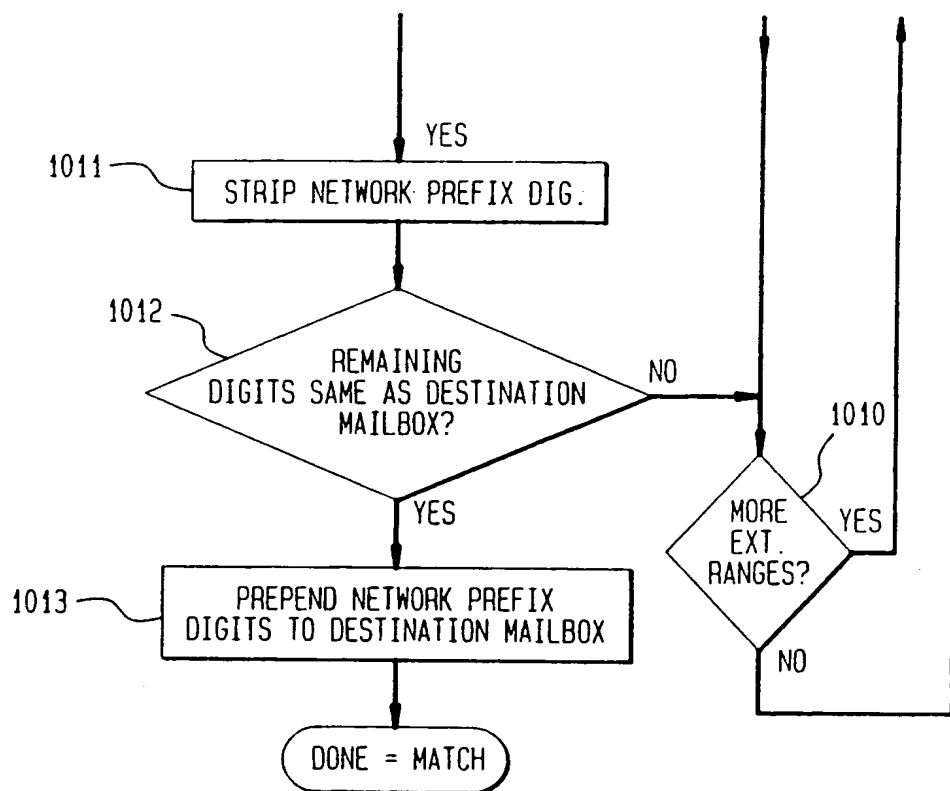 YES
1011
STRIP NETWORK PREFIX DIG.
1012
REMAINING
DIGITS SAME AS DESTINATION
MAILBOX?
NO
1010
MORE
EXT.
RANGES?
YES
NO
YES
1013
PREPEND NETWORK PREFIX
DIGITS TO DESTINATION MAILBOX
DONE = MATCH